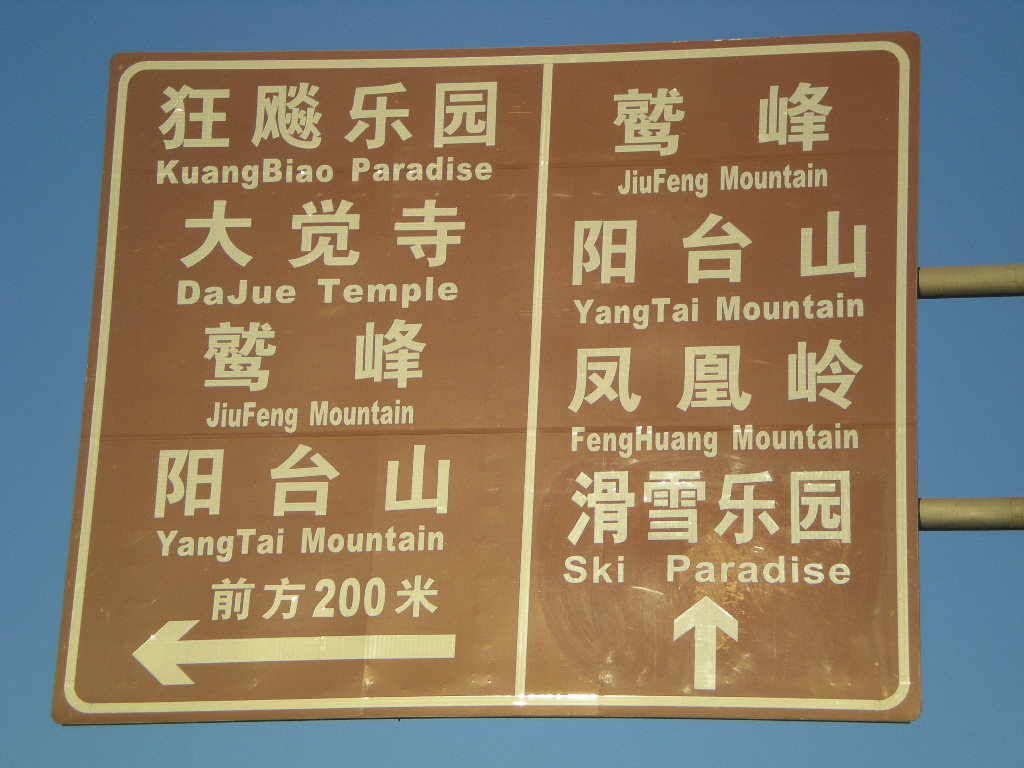 狂飚乐园
KuangBiao Paradise
大觉寺
DaJue Temple
鹫峰
JiuFeng Mountain
阳台山
YangTai Mountain
前方200米
鹫峰
JiuFeng Mountain
阳台山
YangTai Mountain
凤凰岭
FengHuang Mountain
滑雪乐园
Ski Paradise